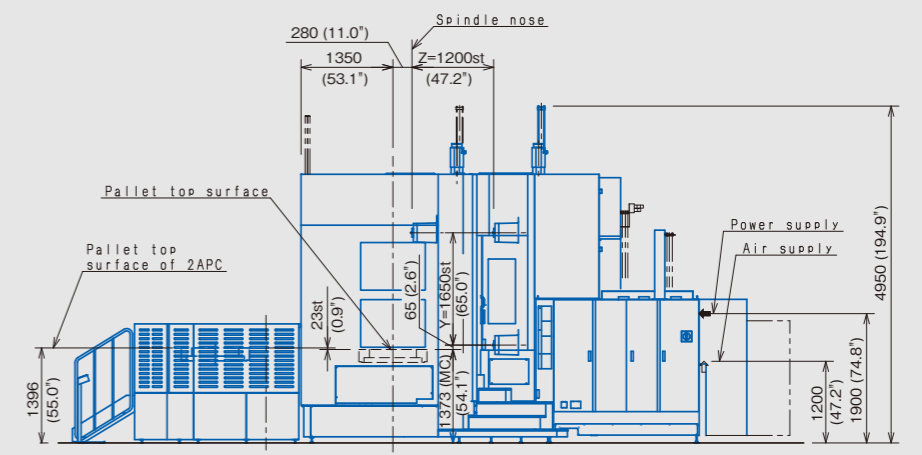 Spindle nose
280 (11.0")
1350
(53.1")
Z=1200st
(47.2")
Pallet top surface
Pallet top
surface of 2APC
Power supply
Air supply
4950 (194.9")
23st
(0.9")
65 (2.6")
Y=1650st
(65.0")
1396
(55.0")
1373 (MC)
(54.1")
1200
(47.2")
1900 (74.8")